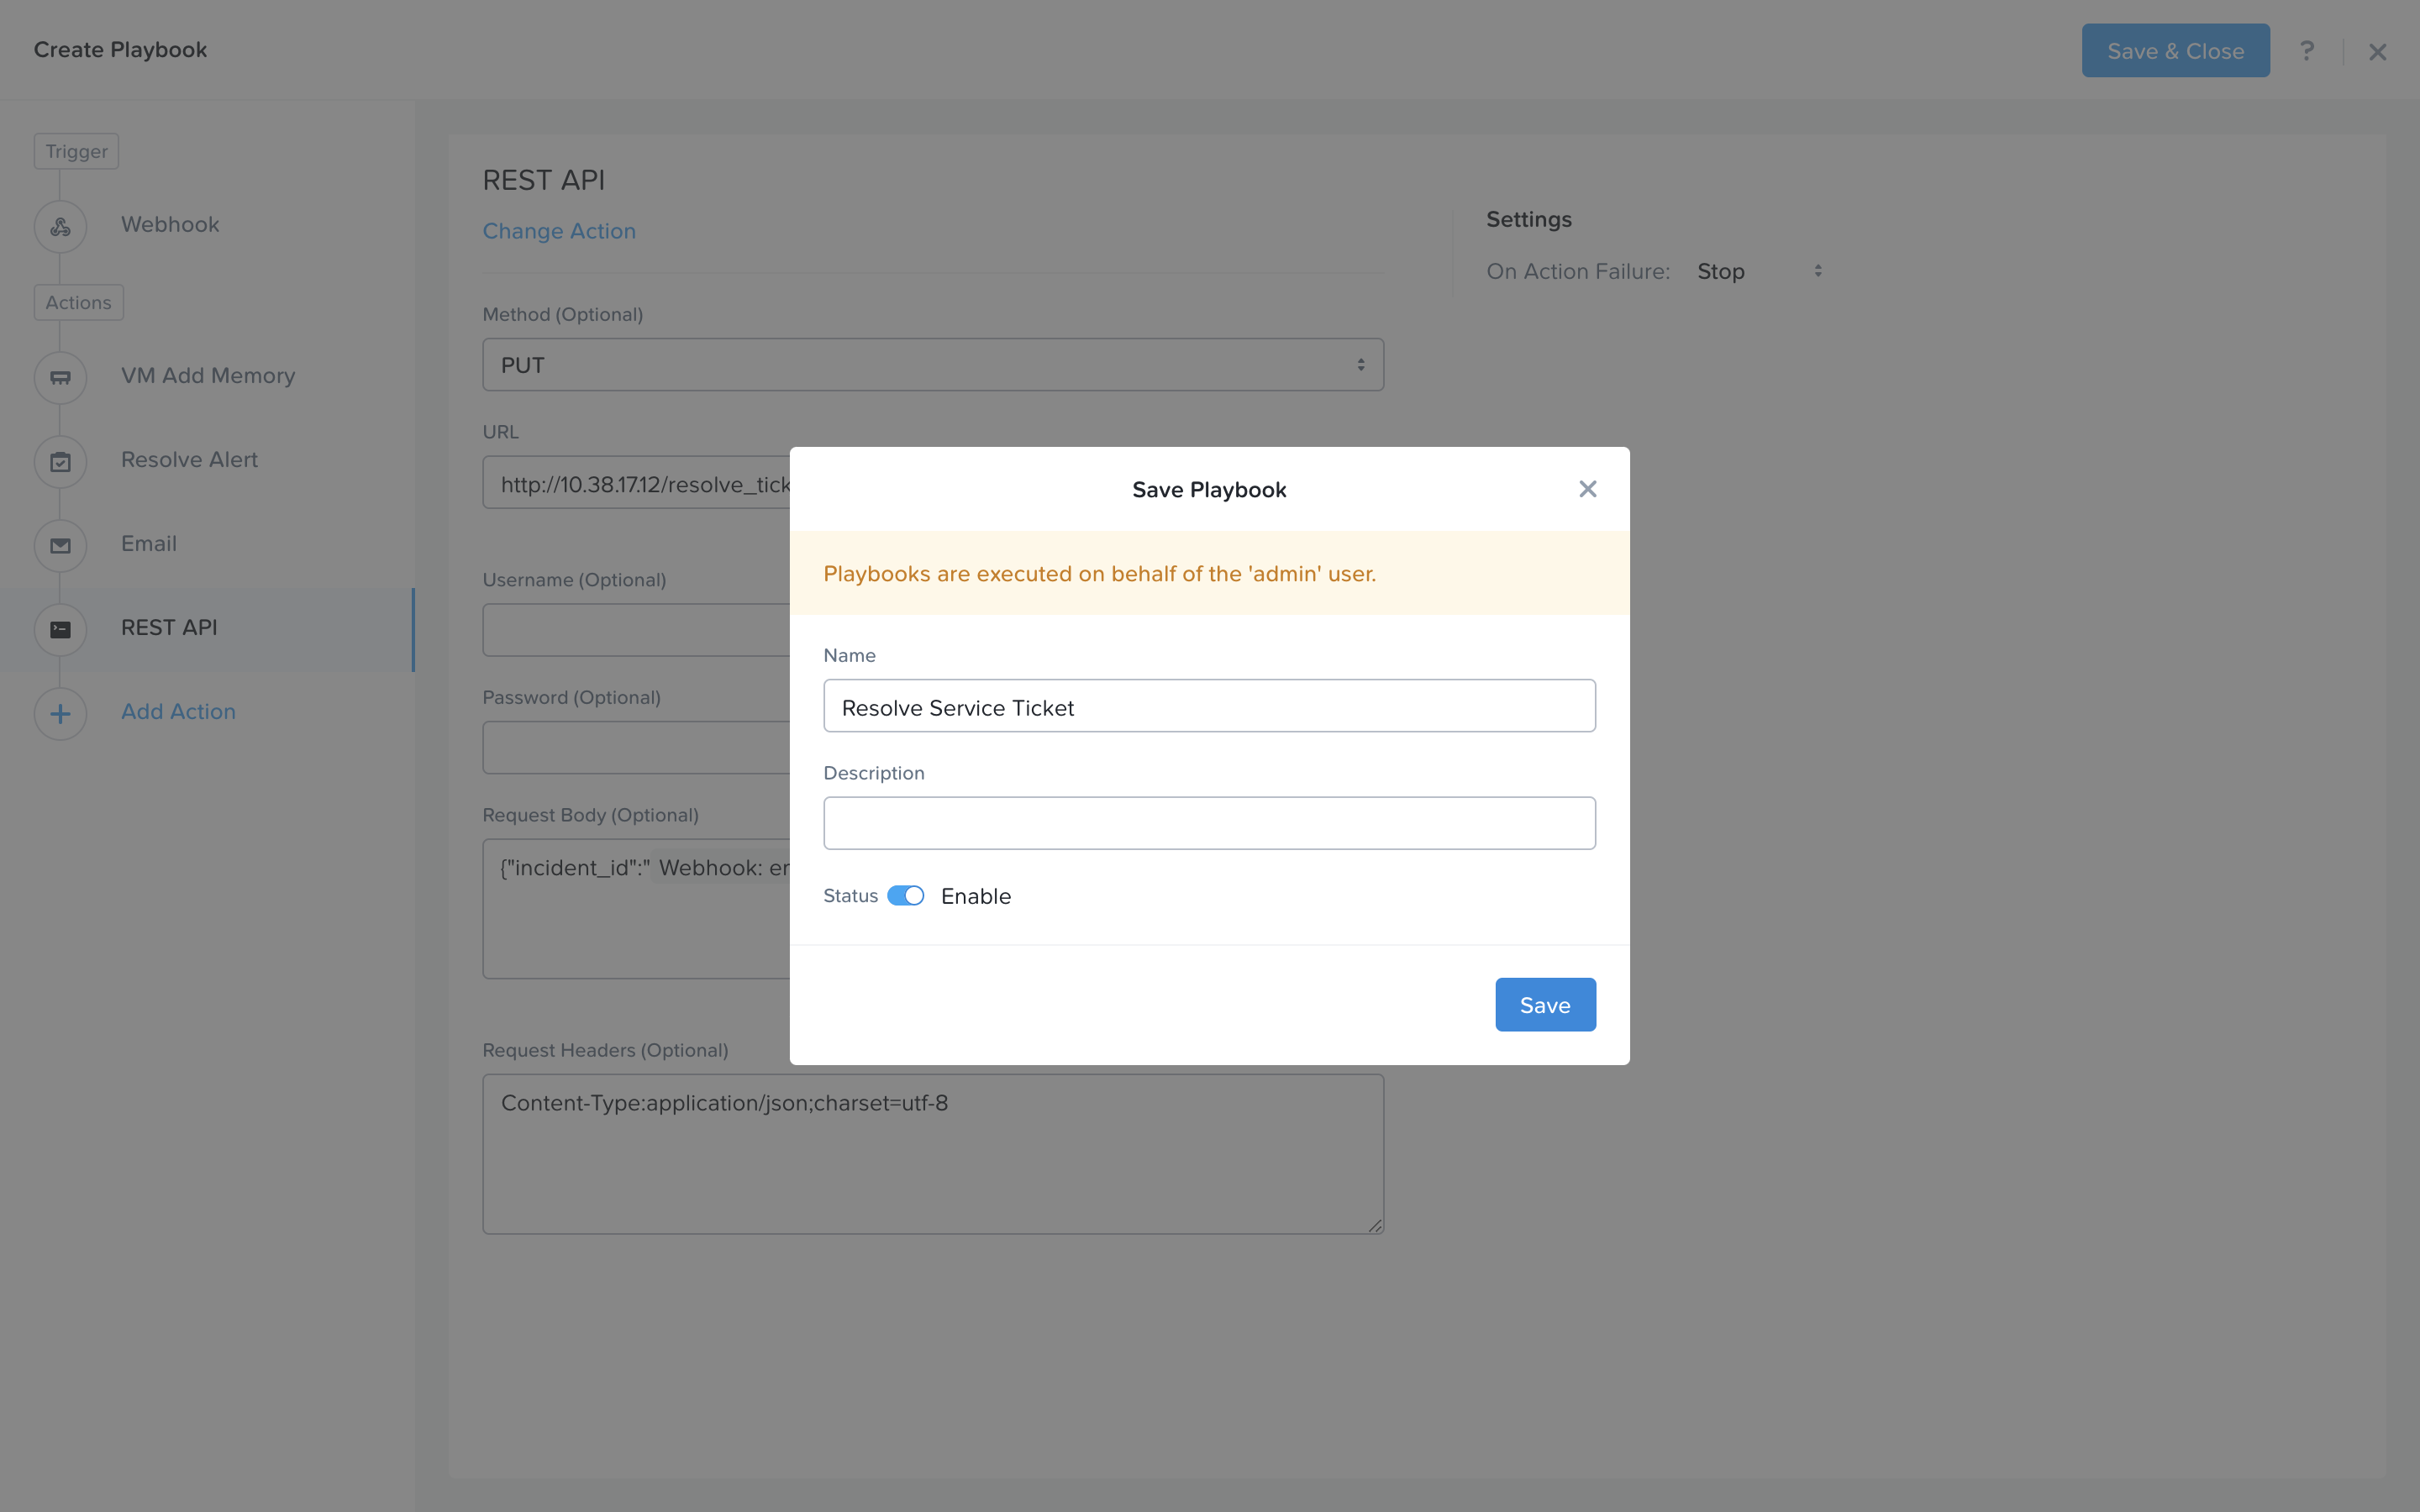 Create Playbook
Save & Close
?
Trigger
Webhook
Actions
VM Add Memory
Resolve Alert
Email
REST API
Add Action
REST API
Change Action
Method (Optional)
PUT
URL
http://10.38.17.12/resolve_tick
Username (Optional)
Password (Optional)
Request Body (Optional)
{"incident_id":" Webhook: er
Request Headers (Optional)
Content-Type:application/json;charset=utf-8
Settings
On Action Failure: Stop
Save Playbook
Playbooks are executed on behalf of the 'admin' user.
Name
Resolve Service Ticket
Description
Status Enable
Save